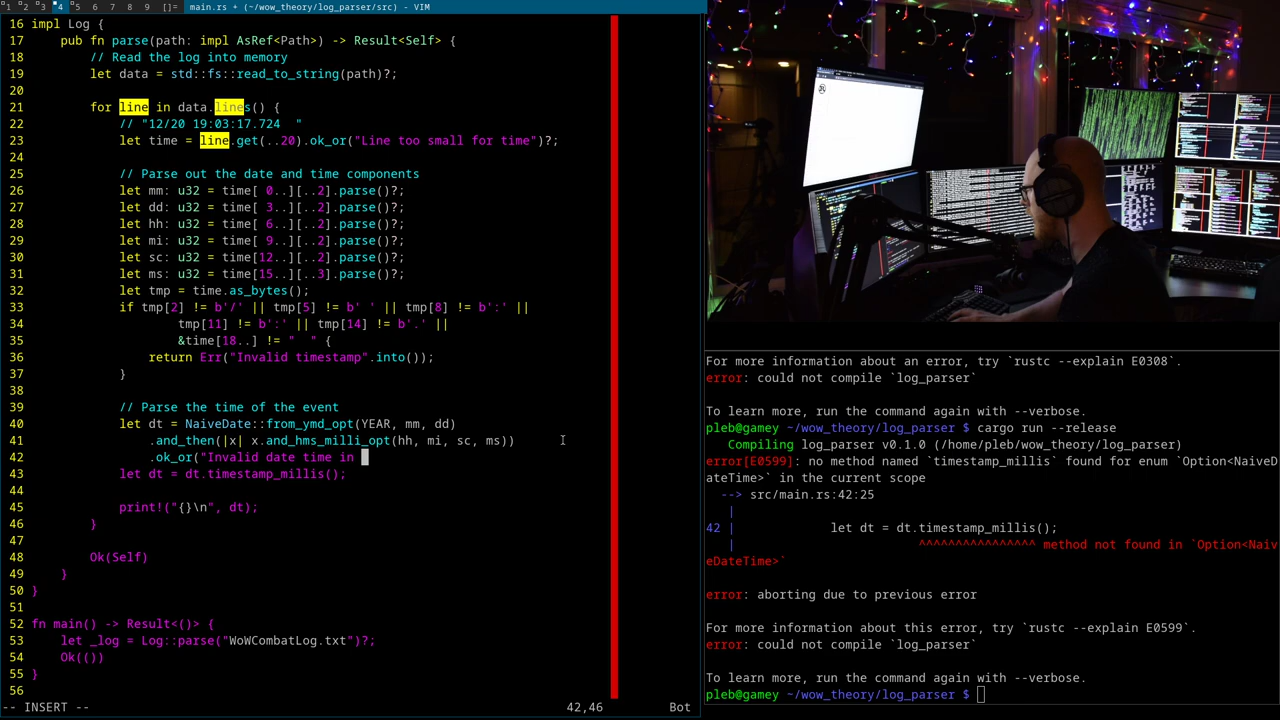 1 2 3 4 5 6 7 8 9 []= main.rs + (~/wow_theory/log_parser/src) - VIM
16 impl Log {
17     pub fn parse(path: impl AsRef<Path>) -> Result<Self> {
18         // Read the log into memory
19         let data = std::fs::read_to_string(path)?;
20
21         for line in data.lines() {
22             // "12/20 19:03:17.724  "
23             let time = line.get(..20).ok_or("Line too small for time")?;
24
25             // Parse out the date and time components
26             let mm: u32 = time[ 0..][..2].parse()?;
27             let dd: u32 = time[ 3..][..2].parse()?;
28             let hh: u32 = time[ 6..][..2].parse()?;
29             let mi: u32 = time[ 9..][..2].parse()?;
30             let sc: u32 = time[12..][..2].parse()?;
31             let ms: u32 = time[15..][..3].parse()?;
32             let tmp = time.as_bytes();
33             if tmp[2] != b'/' || tmp[5] != b' ' || tmp[8] != b':' ||
34                     tmp[11] != b':' || tmp[14] != b'.' ||
35                     &time[18..] != "  " {
36                 return Err("Invalid timestamp".into());
37             }
38
39             // Parse the time of the event
40             let dt = NaiveDate::from_ymd_opt(YEAR, mm, dd)
41                 .and_then(|x| x.and_hms_milli_opt(hh, mi, sc, ms))
42                 .ok_or("Invalid date time in
43             let dt = dt.timestamp_millis();
44
45             print!("{}\n", dt);
46         }
47
48         Ok(Self)
49     }
50 }
51
52 fn main() -> Result<()> {
53     let _log = Log::parse("WoWCombatLog.txt")?;
54     Ok(())
55 }
56
-- INSERT -- 42,46 Bot
For more information about an error, try `rustc --explain E0308`.
error: could not compile `log_parser`
To learn more, run the command again with --verbose.
pleb@gamey ~/wow_theory/log_parser $ cargo run --release
Compiling log_parser v0.1.0 (/home/pleb/wow_theory/log_parser)
error[E0599]: no method named `timestamp_millis` found for enum `Option<NaiveD
ateTime>` in the current scope
--> src/main.rs:42:25
|
42 |             let dt = dt.timestamp_millis();
|                         ^^^^^^^^^^^^^^^^ method not found in `Option<Naiv
eDateTime>`
error: aborting due to previous error
For more information about this error, try `rustc --explain E0599`.
error: could not compile `log_parser`
To learn more, run the command again with --verbose.
pleb@gamey ~/wow_theory/log_parser $